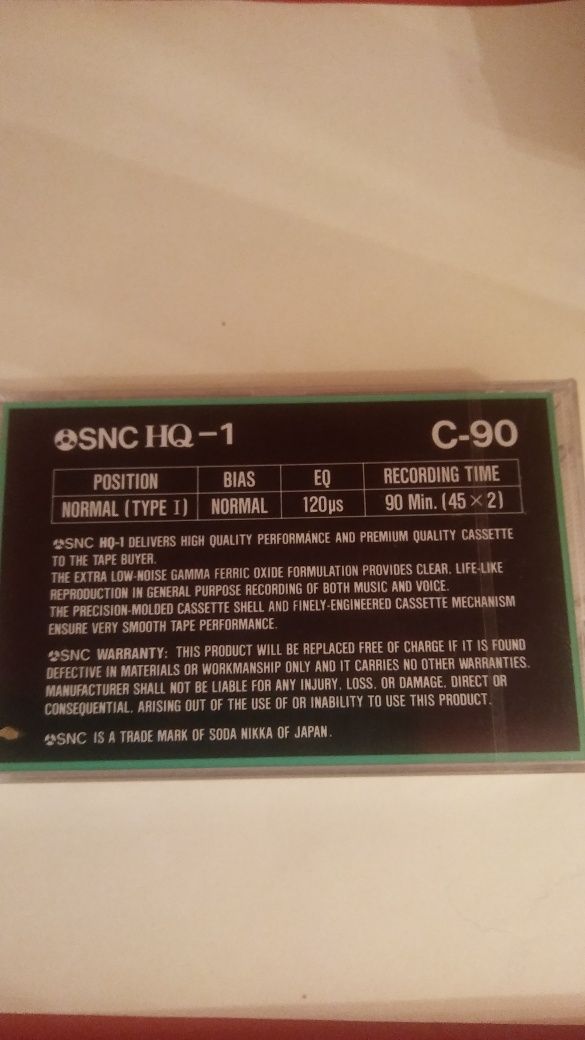 SNC HQ-1 C-90
POSITION BIAS EQ RECORDING TIME
NORMAL (TYPE I) NORMAL 120µs 90 Min. (45×2)
SNC HQ-1 DELIVERS HIGH QUALITY PERFORMANCE AND PREMIUM QUALITY CASSETTE
TO THE TAPE BUYER.
THE EXTRA LOW-NOISE GAMMA FERRIC OXIDE FORMULATION PROVIDES CLEAR, LIFE-LIKE
REPRODUCTION IN GENERAL PURPOSE RECORDING OF BOTH MUSIC AND VOICE.
THE PRECISION-MOLDED CASSETTE SHELL AND FINELY-ENGINEERED CASSETTE MECHANISM
ENSURE VERY SMOOTH TAPE PERFORMANCE.
SNC WARRANTY: THIS PRODUCT WILL BE REPLACED FREE OF CHARGE IF IT IS FOUND
DEFECTIVE IN MATERIALS OR WORKMANSHIP ONLY AND IT CARRIES NO OTHER WARRANTIES.
MANUFACTURER SHALL NOT BE LIABLE FOR ANY INJURY, LOSS, OR DAMAGE, DIRECT OR
CONSEQUENTIAL, ARISING OUT OF THE USE OF OR INABILITY TO USE THIS PRODUCT.
SNC IS A TRADE MARK OF SODA NIKKA OF JAPAN.